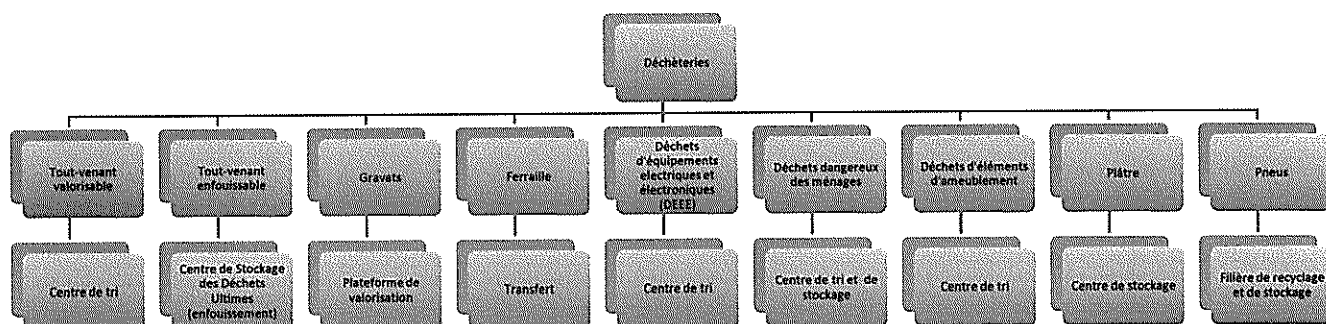 Déchèteries
Tout-venant
valorisable
Tout-venant
enfouissable
Gravats
Ferraille
Déchets
d'équipements
electriques et
électroniques
(DEEE)
Déchets dangereux
des ménages
Déchets d'éléments
d'ameublement
Plâtre
Pneus
Centre de tri
Centre de Stockage
des Déchets
Ultimes
(enfouissement)
Plateforme de
valorisation
Transfert
Centre de tri
Centre de tri et de
stockage
Centre de tri
Centre de stockage
Filière de recyclage
et de stockage